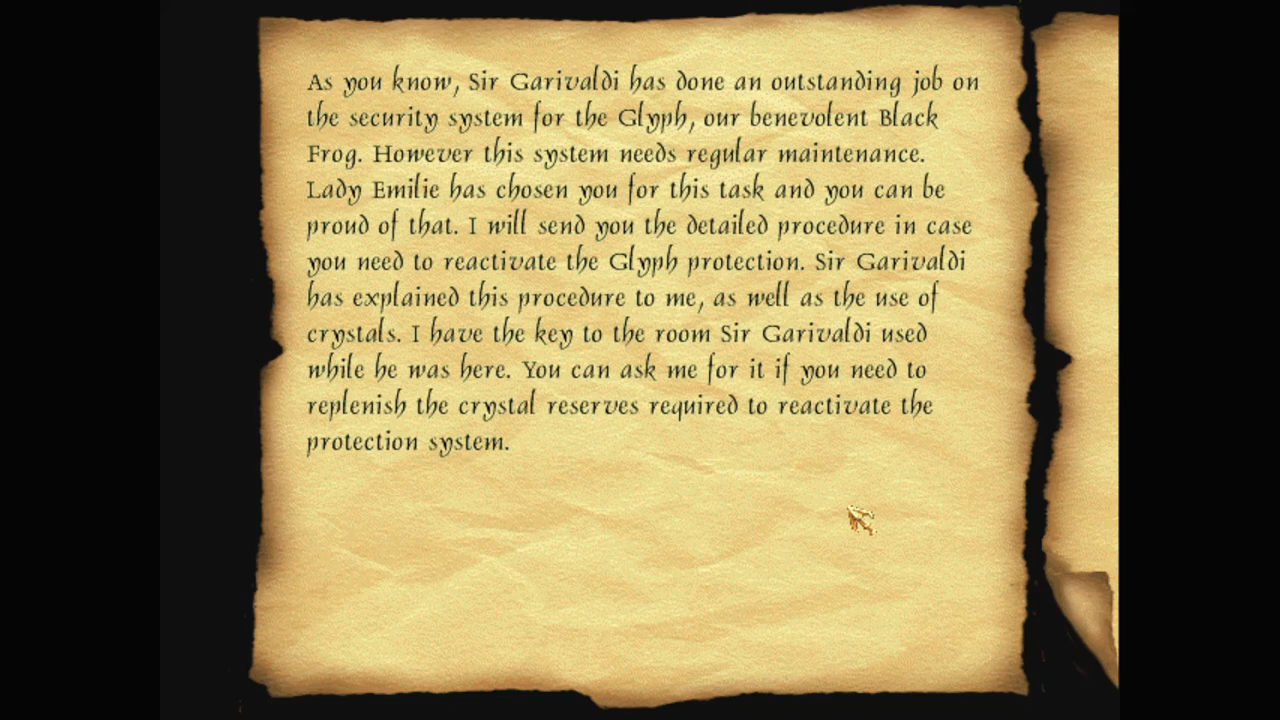 As you know, Sir Garivaldi has done an outstanding job on
the security system for the Glyph, our benevolent Black
Frog. However this system needs regular maintenance.
Lady Emilie has chosen you for this task and you can be
proud of that. I will send you the detailed procedure in case
you need to reactivate the Glyph protection. Sir Garivaldi
has explained this procedure to me, as well as the use of
crystals. I have the key to the room Sir Garivaldi used
while he was here. You can ask me for it if you need to
replenish the crystal reserves required to reactivate the
protection system.